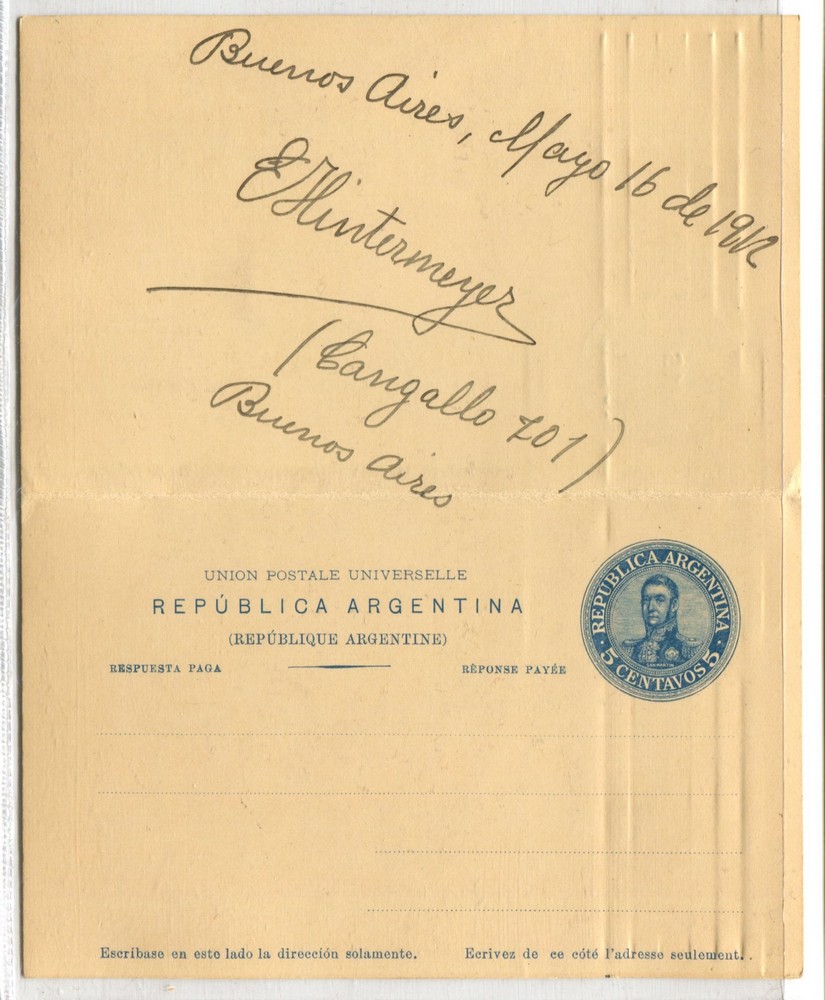 Buenos Aires, Mayo 16 de 1912
E Hintermeyer
(Cangallo 701)
Buenos Aires
UNION POSTALE UNIVERSELLE
REPÚBLICA ARGENTINA
(RÉPUBLIQUE ARGENTINE)
RESPUESTA PAGA
RÉPONSE PAYÉE
REPUBLICA ARGENTINA
SAN MARTIN
5 CENTAVOS 5
Escríbase en este lado la dirección solamente.
Ecrivez de ce côté l'adresse seulement.